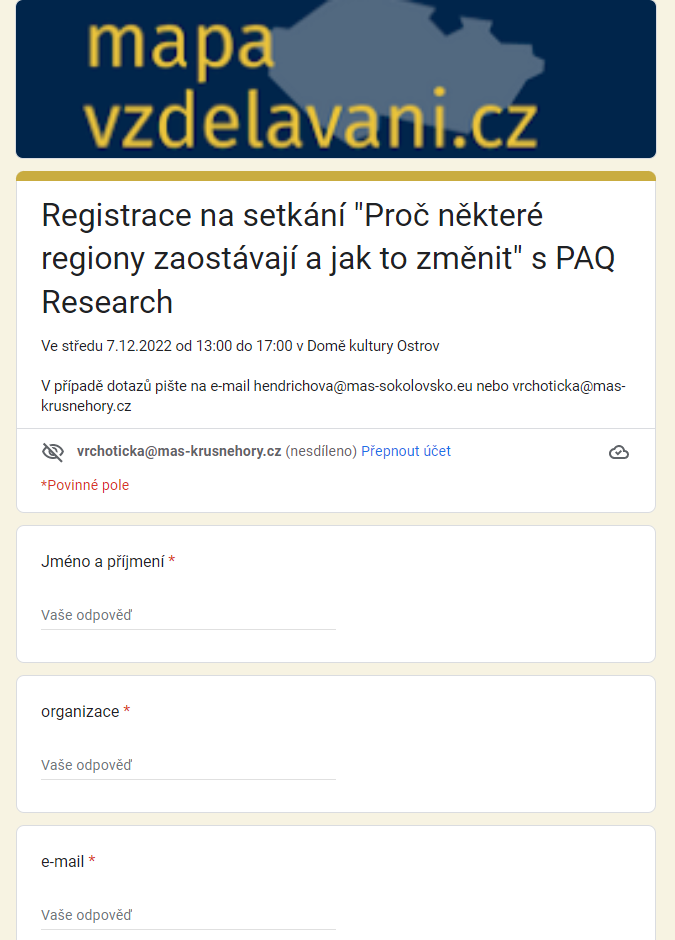 mapa
vzdelavani.cz
Registrace na setkání "Proč některé
regiony zaostávají a jak to změnit" s PAQ
Research
Ve středu 7.12.2022 od 13:00 do 17:00 v Domě kultury Ostrov
V případě dotazů pište na e-mail hendrichova@mas-sokolovsko.eu nebo vrchoticka@mas-
krusnehory.cz
vrchoticka@mas-krusnehory.cz (nesdíleno) Přepnout účet
*Povinné pole
Jméno a příjmení *
Vaše odpověď
organizace *
Vaše odpověď
e-mail *
Vaše odpověď